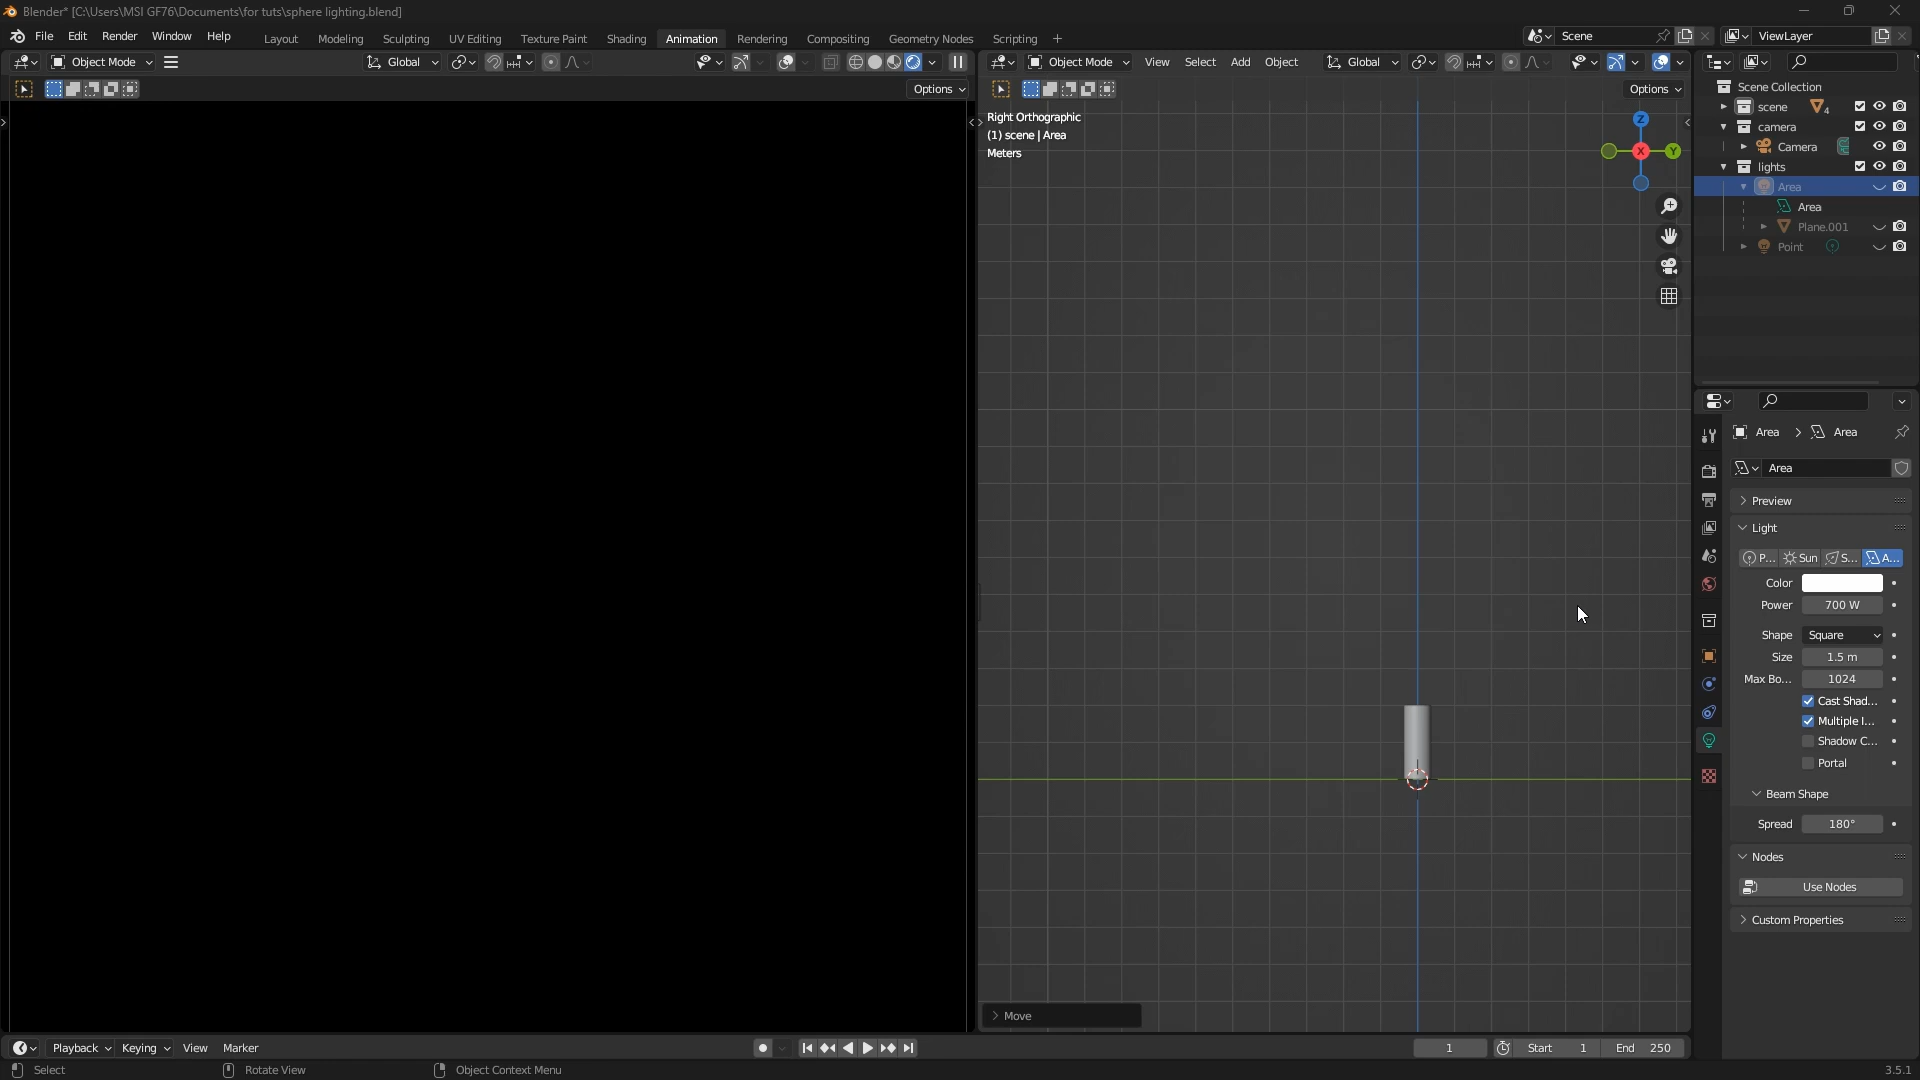 Blender* [C:\Users\MSI GF76\Documents\for tuts\sphere lighting.blend]
File Edit Render Window Help Layout Modeling Sculpting UV Editing Texture Paint Shading Animation Rendering Compositing Geometry Nodes Scripting + Scene ViewLayer
Object Mode Global Object Mode View Select Add Object Global
Options Options
Right Orthographic
(1) scene | Area
Meters
Z
X Y
Scene Collection
scene 4
camera
Camera
lights
Area
Area
Plane.001
Point
Area > Area
Area
Preview
Light
P... Sun S... A...
Color
Power 700 W
Shape Square
Size 1.5 m
Max Bo... 1024
Cast Shad...
Multiple I...
Shadow C...
Portal
Beam Shape
Spread 180°
Nodes
Use Nodes
Custom Properties
> Move
Playback Keying View Marker 1 Start 1 End 250
Select Rotate View Object Context Menu 3.5.1